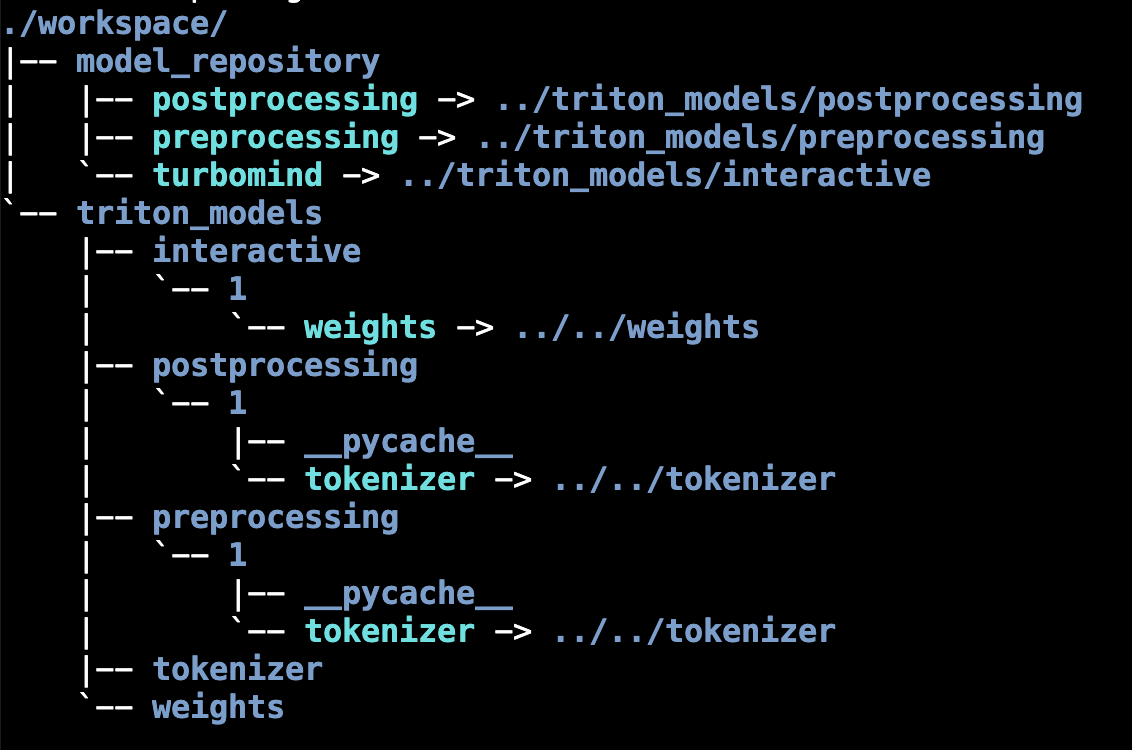 ./workspace/
|-- model_repository
|   |-- postprocessing -> ../triton_models/postprocessing
|   |-- preprocessing -> ../triton_models/preprocessing
|   `-- turbomind -> ../triton_models/interactive
`-- triton_models
    |-- interactive
    |   `-- 1
    |       `-- weights -> ../../weights
    |-- postprocessing
    |   `-- 1
    |       |-- __pycache__
    |       `-- tokenizer -> ../../tokenizer
    |-- preprocessing
    |   `-- 1
    |       |-- __pycache__
    |       `-- tokenizer -> ../../tokenizer
    |-- tokenizer
    `-- weights